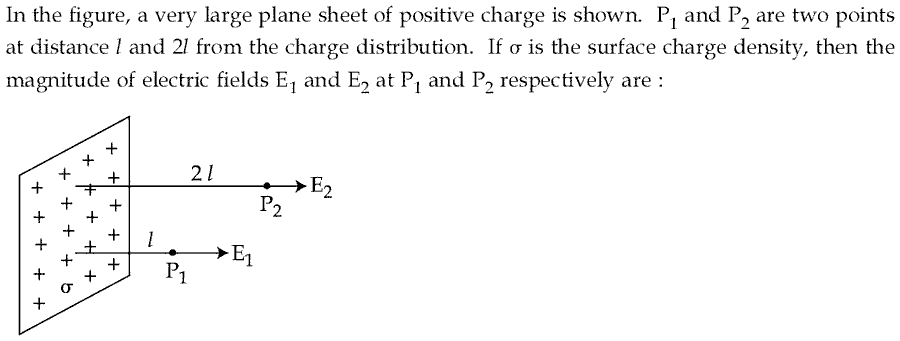 In the figure, a very large plane sheet of positive charge is shown. P₁ and P₂ are two points
at distance l and 2l from the charge distribution. If σ is the surface charge density, then the
magnitude of electric fields E₁ and E₂ at P₁ and P₂ respectively are :
2 l
E₂
P₂
l
E₁
P₁
σ